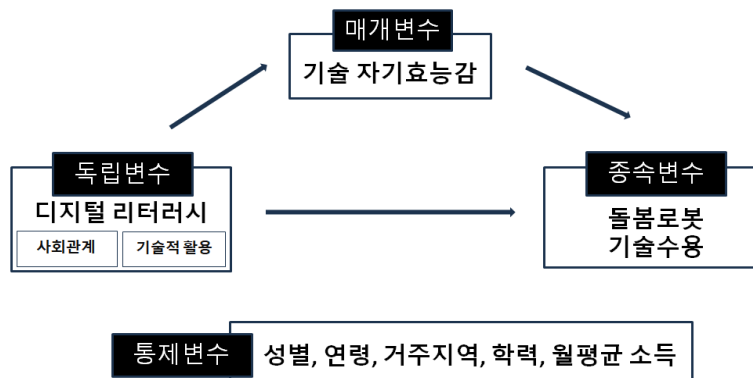 매개변수
기술 자기효능감
독립변수
디지털 리터러시
사회관계
기술적 활용
종속변수
돌봄로봇
기술수용
통제변수
성별, 연령, 거주지역, 학력, 월평균 소득